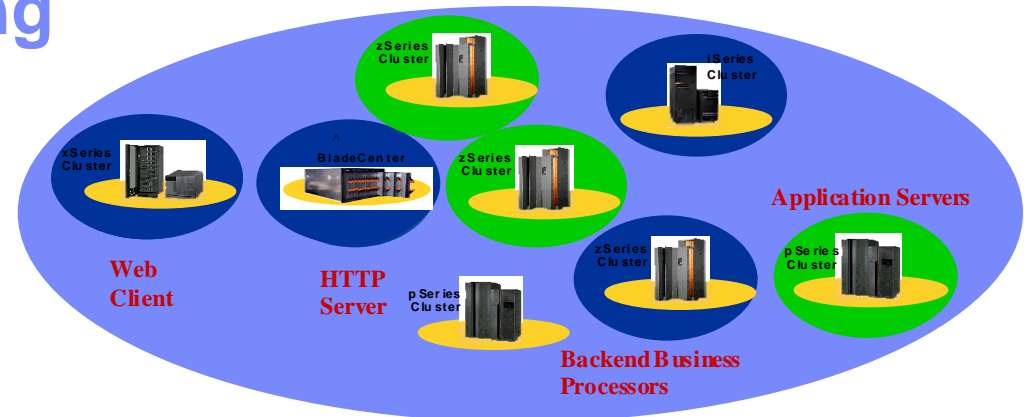 ng
zSeries
Cluster
iSeries
Cluster
xSeries
Cluster
^
BladeCenter
zSeries
Cluster
Application Servers
Web
Client
HTTP
Server
pSeries
Cluster
zSeries
Cluster
pSeries
Cluster
Backend Business
Processors